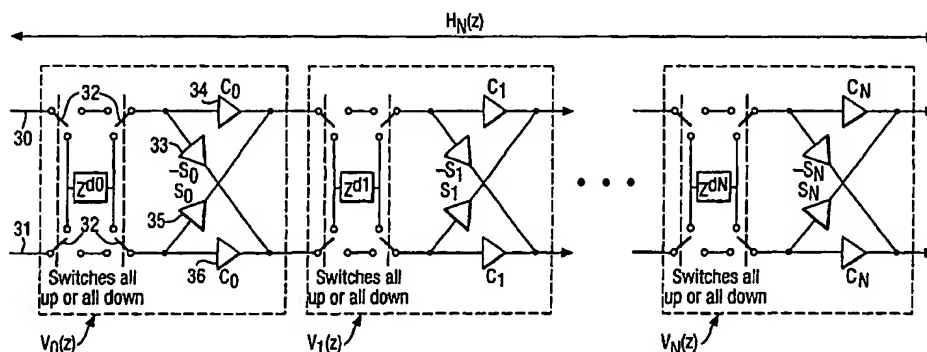 H_N(z)
34 C_0 C_1 C_N
32 32
30
33
-S_0 -S_1 -S_N
Z^d0 Z^d1 Z^dN
S_0 S_1 S_N
35
31 32
36 C_0 C_1 C_N
Switches all up or all down
Switches all up or all down
Switches all up or all down
V_0(z) V_1(z) V_N(z)